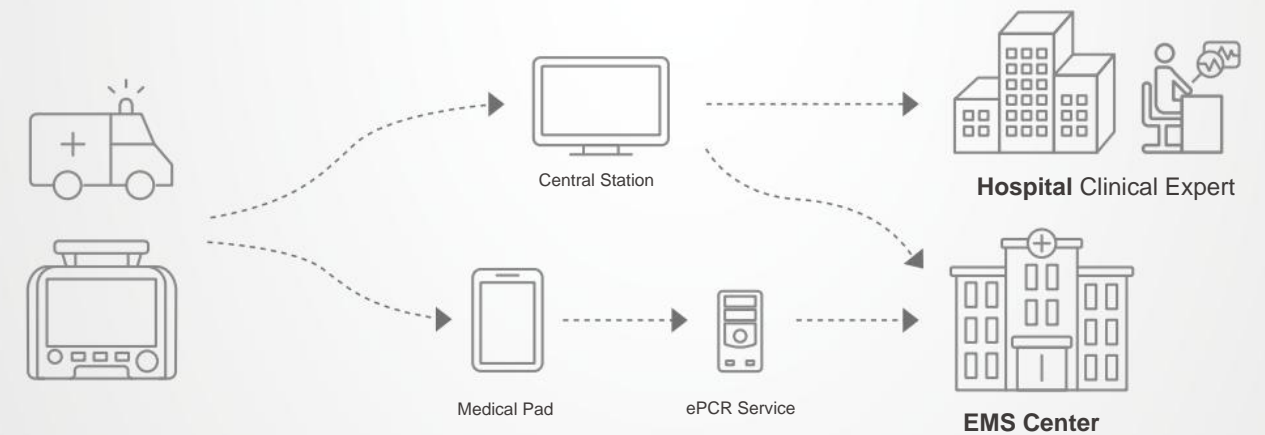 Central Station
Hospital Clinical Expert
Medical Pad
ePCR Service
EMS Center